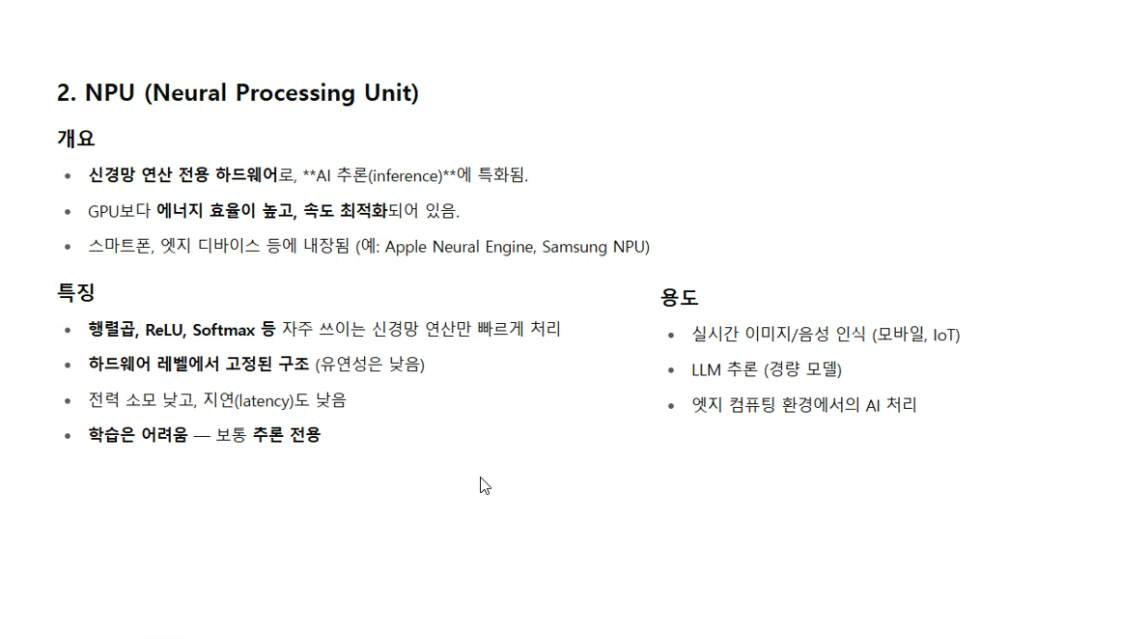 2. NPU (Neural Processing Unit)
개요
신경망 연산 전용 하드웨어로, **AI 추론(inference)**에 특화됨.
GPU보다 에너지 효율이 높고, 속도 최적화되어 있음.
스마트폰, 엣지 디바이스 등에 내장됨 (예: Apple Neural Engine, Samsung NPU)
특징
행렬곱, ReLU, Softmax 등 자주 쓰이는 신경망 연산만 빠르게 처리
하드웨어 레벨에서 고정된 구조 (유연성은 낮음)
전력 소모 낮고, 지연(latency)도 낮음
학습은 어려움 — 보통 추론 전용
용도
실시간 이미지/음성 인식 (모바일, IoT)
LLM 추론 (경량 모델)
엣지 컴퓨팅 환경에서의 AI 처리